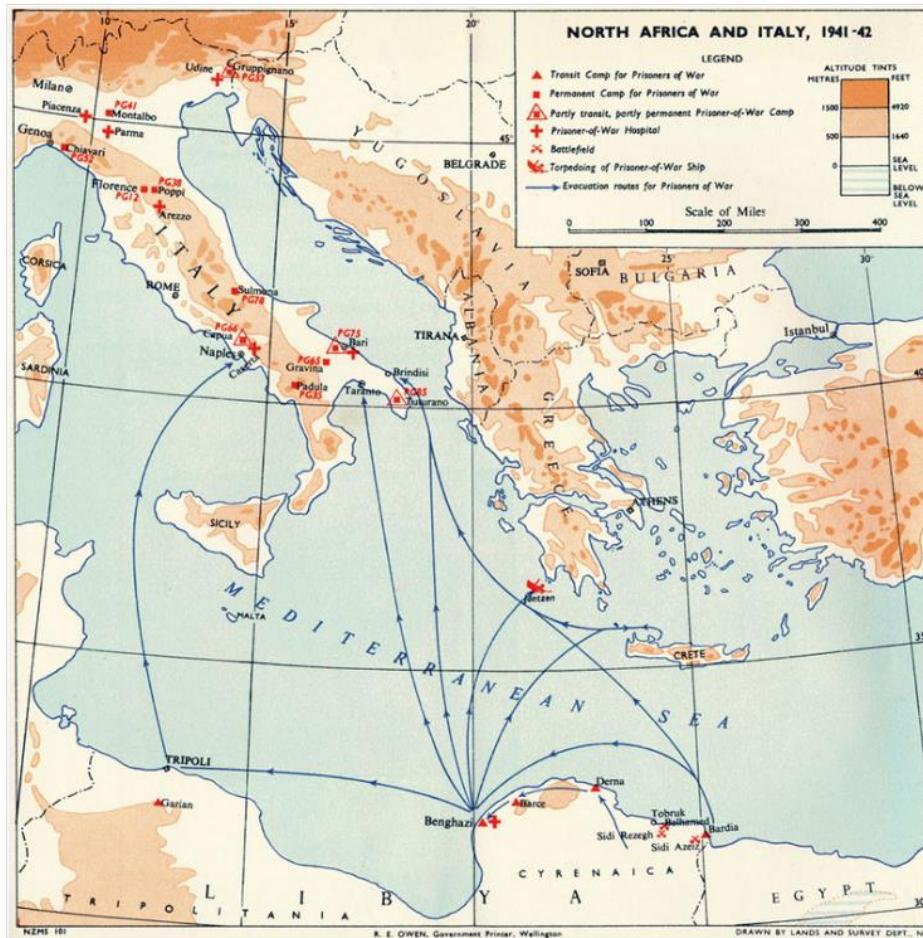 NORTH AFRICA AND ITALY, 1941-42
LEGEND
Transit Camp for Prisoners of War
Permanent Camp for Prisoners of War
Partly transit, partly permanent Prisoner-of-War Camp
Prisoner-of-War Hospital
Battlefield
Torpedoing of Prisoner-of-War Ship
Evacuation routes for Prisoners of War
ALTITUDE TINTS
METRES
FEET
1500
4920
500
1640
0
SEA LEVEL
BELOW SEA LEVEL
Scale of Miles
0
100
200
300
400
10°
15°
20°
Udine
Gruppignano
PG57
Milan
Piacenza
PG41
Montalbo
Parma
Genoa
Chiavari
PG52
45°
Florence
PG38
Poppi
PG12
Arezzo
YUGOSLAVIA
BELGRADE
ITALY
CORSICA
ROME
Sulmona
PG78
SOFIA
BULGARIA
25°
30°
ALBANIA
TIRANA
Istanbul
PG66
Capua
PG75
Bari
Naples
Caserta
PG65
Gravina
Brindisi
SARDINIA
40°
Padula
PG35
Taranto
PG85
Tuturano
GREECE
ATHENS
SICILY
MALTA
Jantzen
MEDITERRANEAN SEA
35°
CRETE
TRIPOLI
Garian
Derna
Barce
Benghazi
Tobruk
Belhamed
Sidi Rezegh
Sidi Azeiz
Bardia
CYRENAICA
LIBYA
EGYPT
TRIPOLITANIA
30
NZMS 101
R. E. OWEN, Government Printer, Wellington
DRAWN BY LANDS AND SURVEY DEPT.,